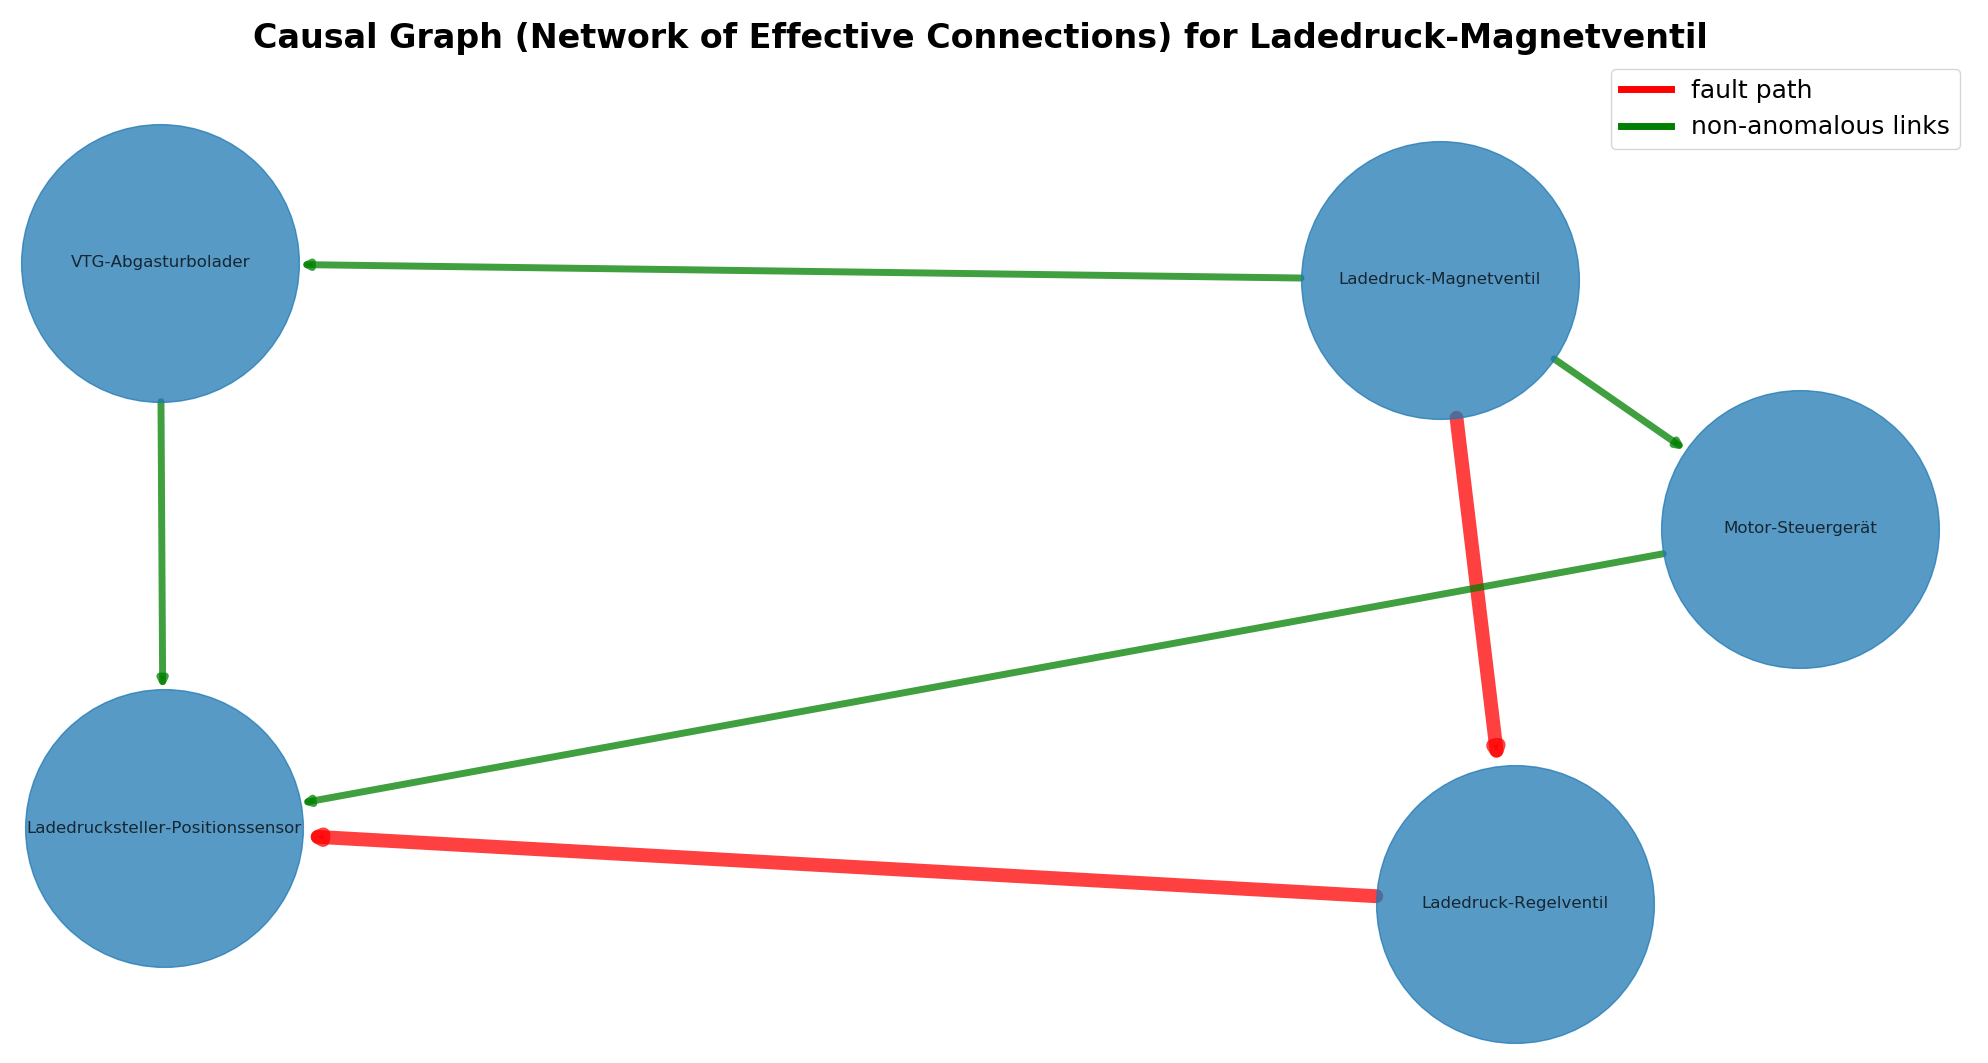 Causal Graph (Network of Effective Connections) for Ladedruck-Magnetventil
fault path
non-anomalous links
VTG-Abgasturbolader
Ladedruck-Magnetventil
Motor-Steuergerät
Ladedrucksteller-Positionssensor
Ladedruck-Regelventil